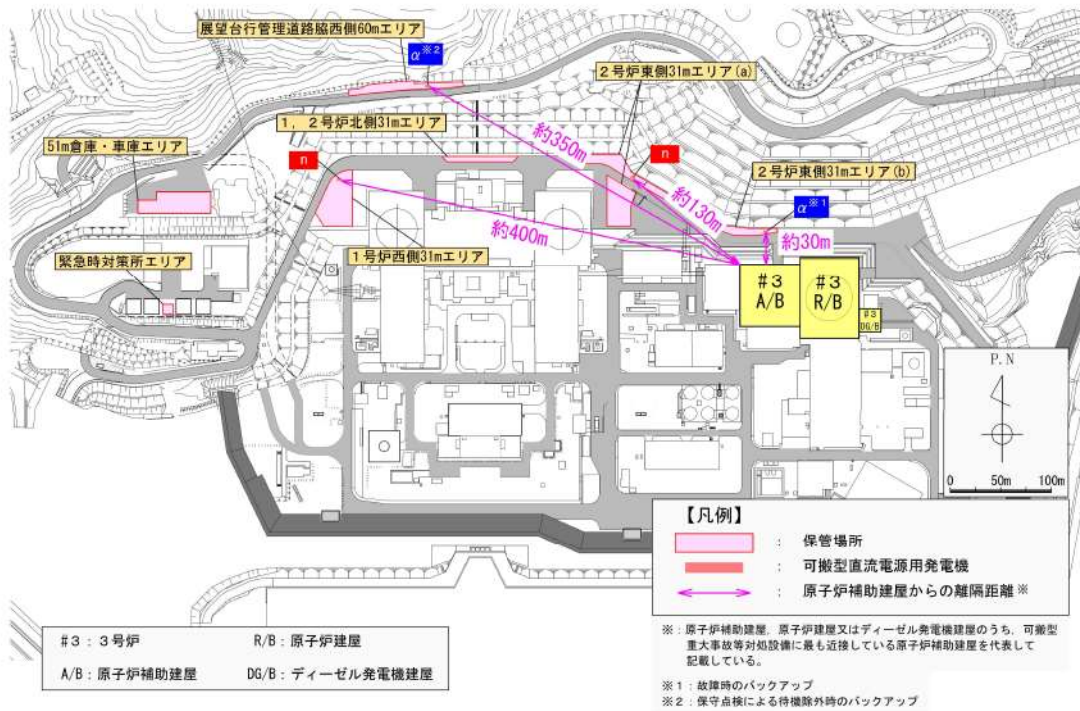 展望台行管理道路脇西側60mエリア
α※2
2号炉東側31mエリア(a)
1，2号炉北側31mエリア
約350m
51m倉庫・車庫エリア
n
n
2号炉東側31mエリア(b)
約130m
α※1
約400m
約30m
1号炉西側31mエリア
緊急時対策所エリア
#3
A/B
#3
R/B
#3
DG/B
P.N
0 50m 100m
【凡例】
： 保管場所
： 可搬型直流電源用発電機
： 原子炉補助建屋からの離隔距離※
#3：3号炉 R/B：原子炉建屋
A/B：原子炉補助建屋 DG/B：ディーゼル発電機建屋
※：原子炉補助建屋，原子炉建屋又はディーゼル発電機建屋のうち，可搬型
重大事故等対処設備に最も近接している原子炉補助建屋を代表して
記載している。
※1：故障時のバックアップ
※2：保守点検による待機除外時のバックアップ